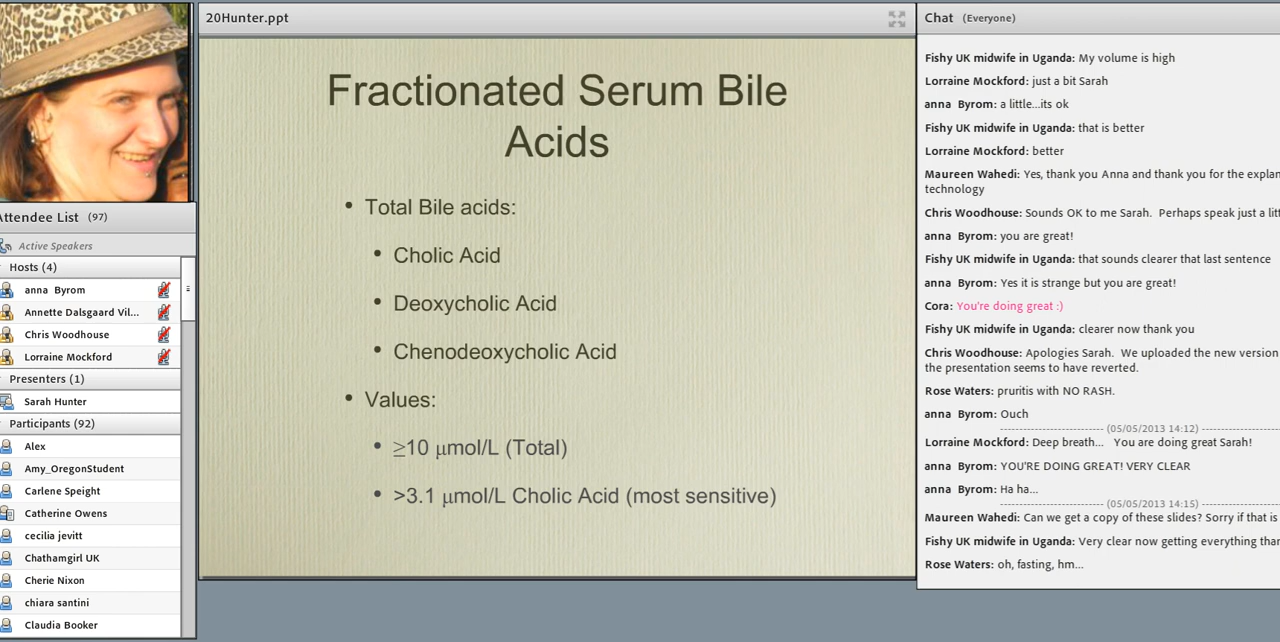 Attendee List (97)
Active Speakers
Hosts (4)
anna Byrom
Annette Dalsgaard Vil...
Chris Woodhouse
Lorraine Mockford
Presenters (1)
Sarah Hunter
Participants (92)
Alex
Amy_OregonStudent
Carlene Speight
Catherine Owens
cecilia jevitt
Chathamgirl UK
Cherie Nixon
chiara santini
Claudia Booker
20Hunter.ppt
Fractionated Serum Bile
Acids
• Total Bile acids:
• Cholic Acid
• Deoxycholic Acid
• Chenodeoxycholic Acid
• Values:
• ≥10 μmol/L (Total)
• >3.1 μmol/L Cholic Acid (most sensitive)
Chat (Everyone)
Fishy UK midwife in Uganda: My volume is high
Lorraine Mockford: just a bit Sarah
anna Byrom: a little...its ok
Fishy UK midwife in Uganda: that is better
Lorraine Mockford: better
Maureen Wahedi: Yes, thank you Anna and thank you for the explan
technology
Chris Woodhouse: Sounds OK to me Sarah. Perhaps speak just a litt
anna Byrom: you are great!
Fishy UK midwife in Uganda: that sounds clearer that last sentence
anna Byrom: Yes it is strange but you are great!
Cora: You're doing great :)
Fishy UK midwife in Uganda: clearer now thank you
Chris Woodhouse: Apologies Sarah. We uploaded the new version
the presentation seems to have reverted.
Rose Waters: pruritis with NO RASH.
anna Byrom: Ouch
(05/05/2013 14:12)
Lorraine Mockford: Deep breath... You are doing great Sarah!
anna Byrom: YOU'RE DOING GREAT! VERY CLEAR
anna Byrom: Ha ha...
(05/05/2013 14:15)
Maureen Wahedi: Can we get a copy of these slides? Sorry if that is
Fishy UK midwife in Uganda: Very clear now getting everything than
Rose Waters: oh, fasting, hm...